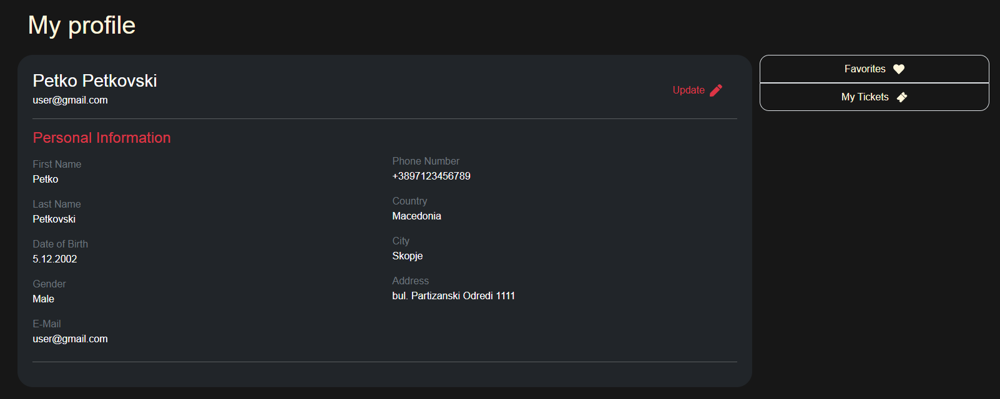 My profile
Petko Petkovski
user@gmail.com
Update
Personal Information
First Name
Petko
Last Name
Petkovski
Date of Birth
5.12.2002
Gender
Male
E-Mail
user@gmail.com
Phone Number
+3897123456789
Country
Macedonia
City
Skopje
Address
bul. Partizanski Odredi 1111
Favorites
My Tickets